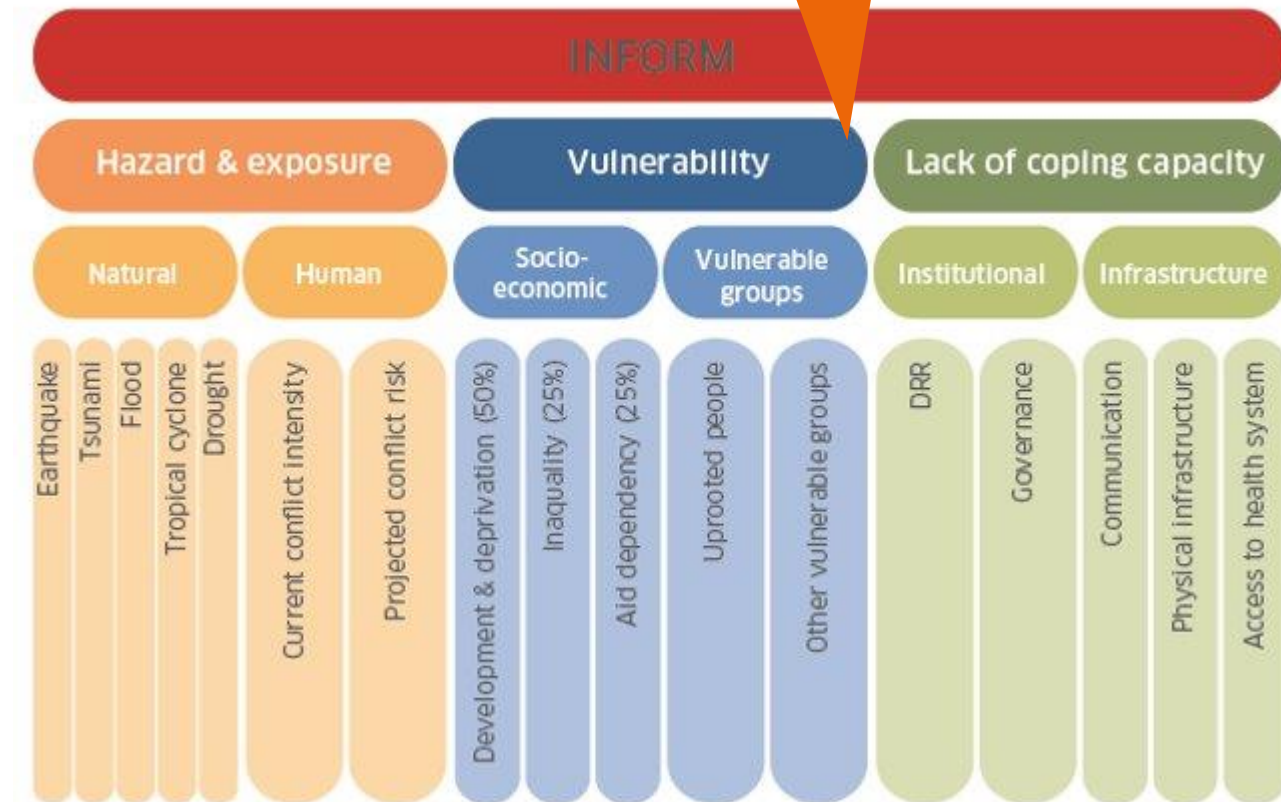 INFORM
Hazard & exposure
Vulnerability
Lack of coping capacity
Natural
Human
Socio-
economic
Vulnerable
groups
Institutional
Infrastructure
Earthquake
Tsunami
Flood
Tropical cyclone
Drought
Current conflict intensity
Projected conflict risk
Development & deprivation (50%)
Inaquality (25%)
Aid dependency (25%)
Uprooted people
Other vulnerable groups
DRR
Governance
Communication
Physical infrastructure
Access to health system